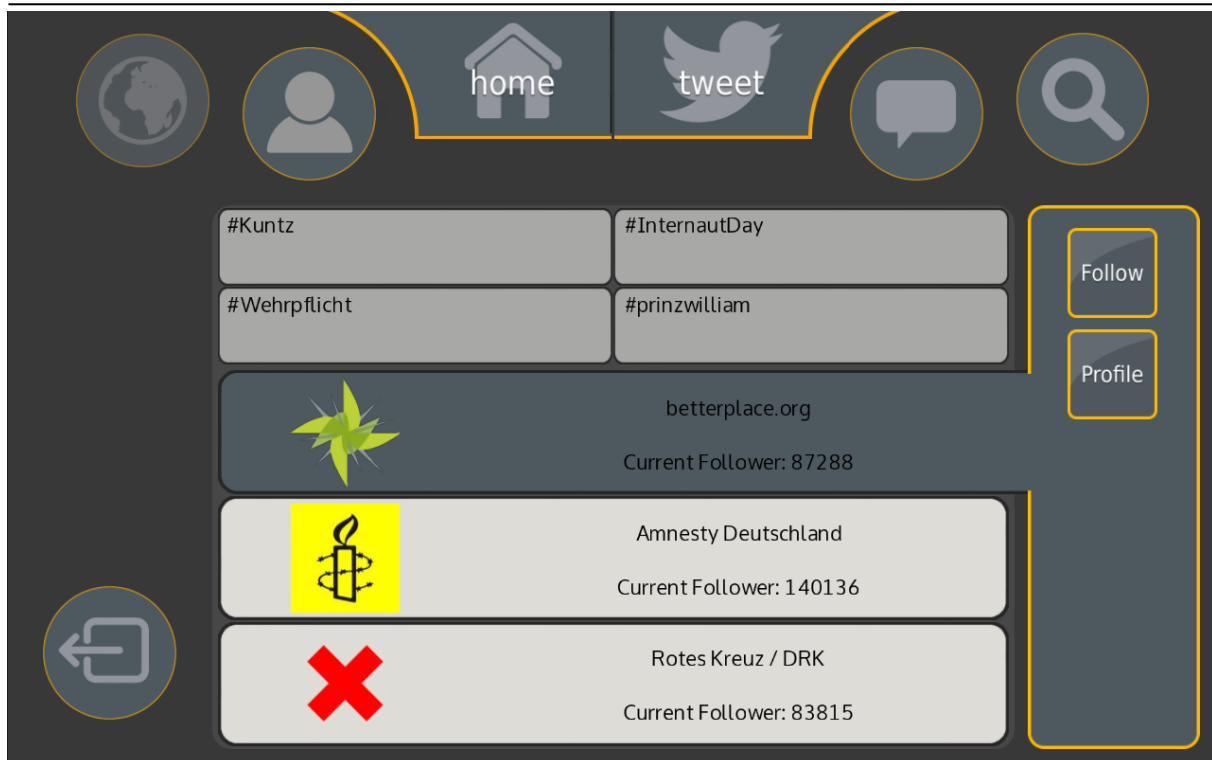 home
tweet
#Kuntz
#InternautDay
#Wehrpflicht
#prinzwilliam
Follow
Profile
betterplace.org
Current Follower: 87288
Amnesty Deutschland
Current Follower: 140136
Rotes Kreuz / DRK
Current Follower: 83815